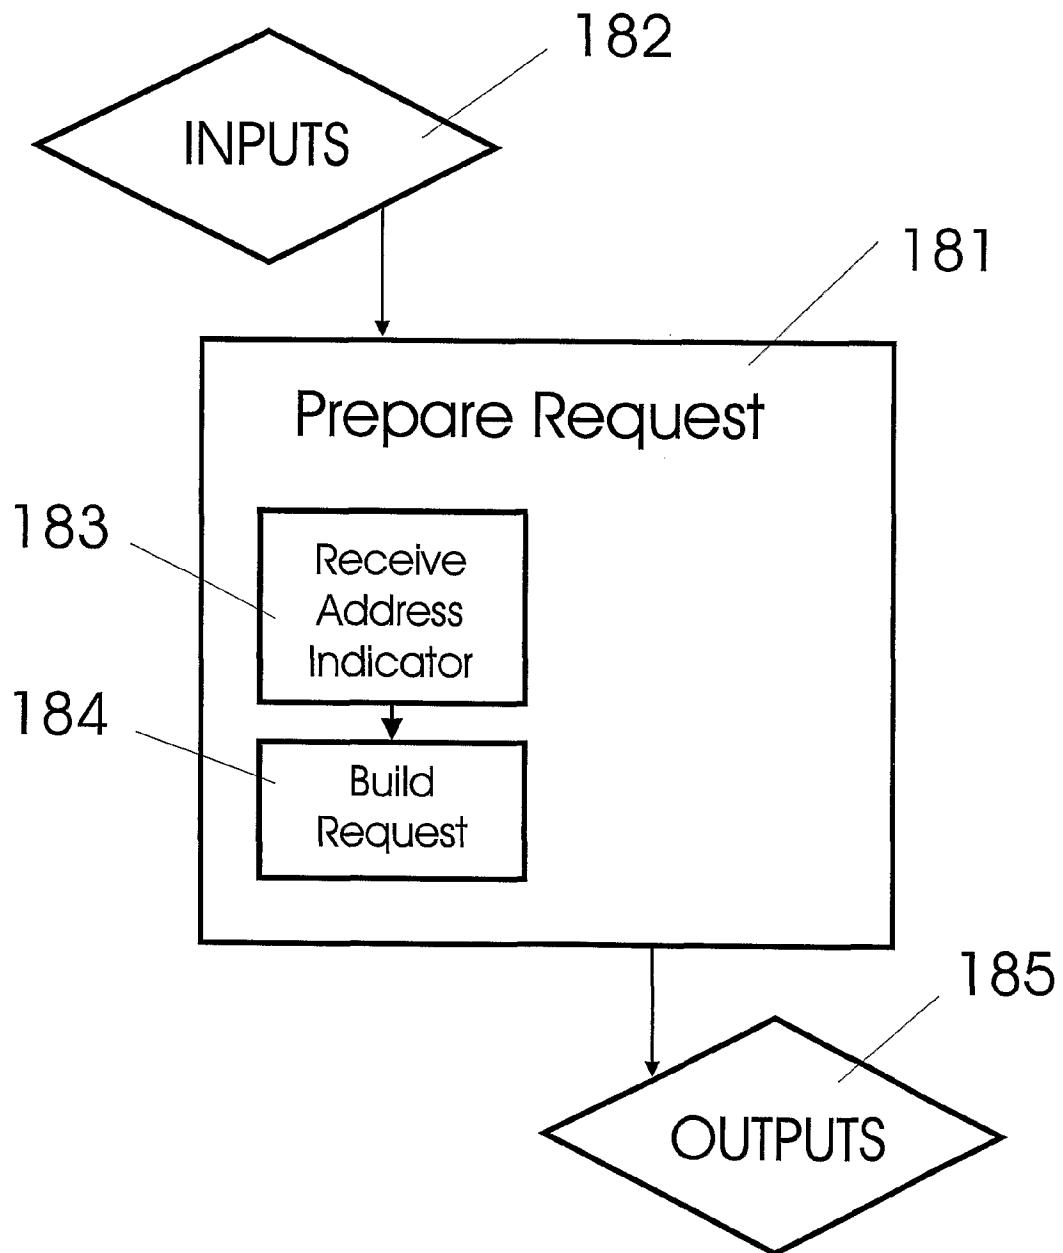 182
INPUTS
181
Prepare Request
183
Receive
Address
Indicator
184
Build
Request
185
OUTPUTS